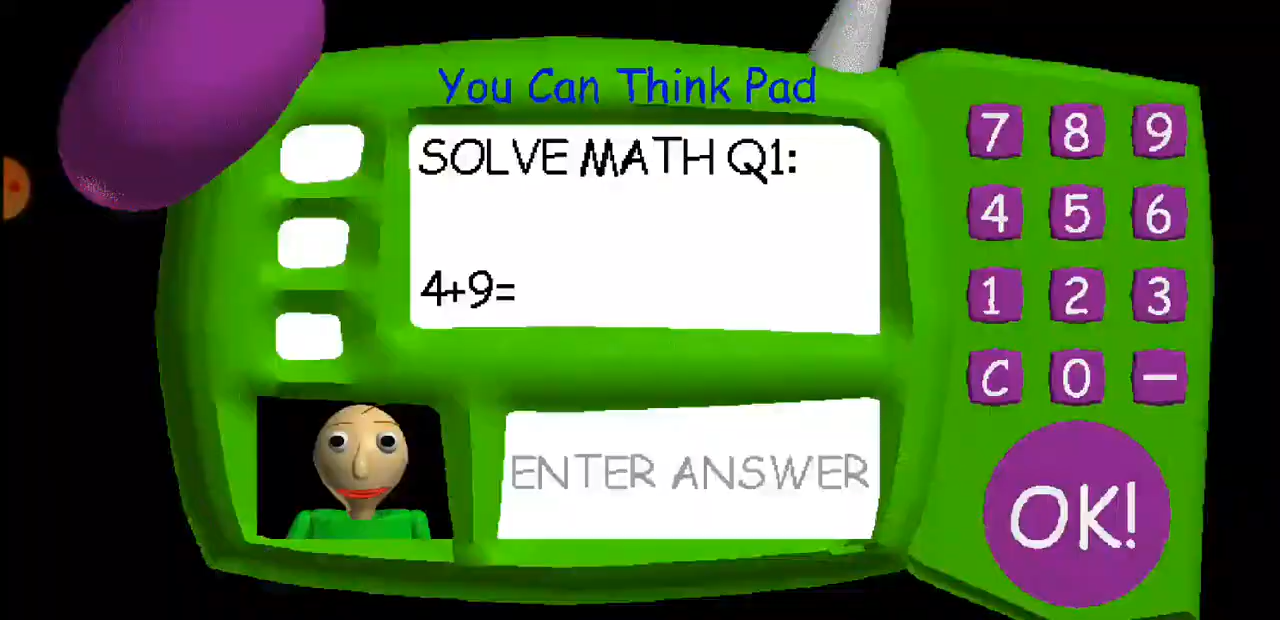 You Can Think Pad
SOLVE MATH Q1:
4+9=
ENTER ANSWER
7 8 9
4 5 6
1 2 3
C 0 —
OK!